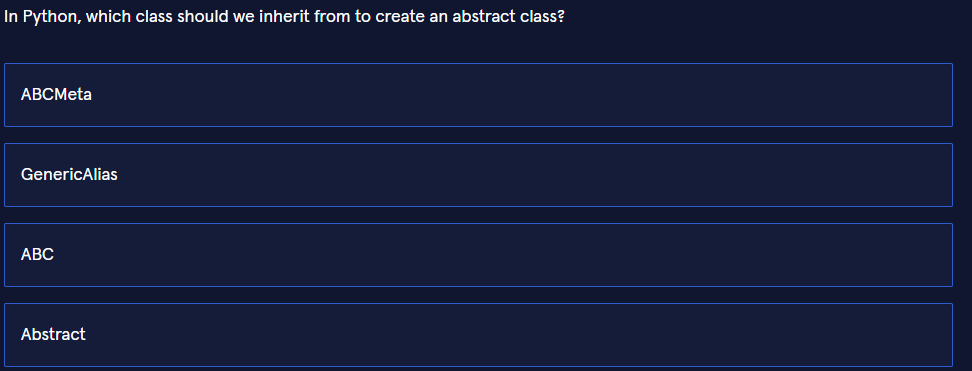 In Python, which class should we inherit from to create an abstract class?
ABCMeta
GenericAlias
ABC
Abstract